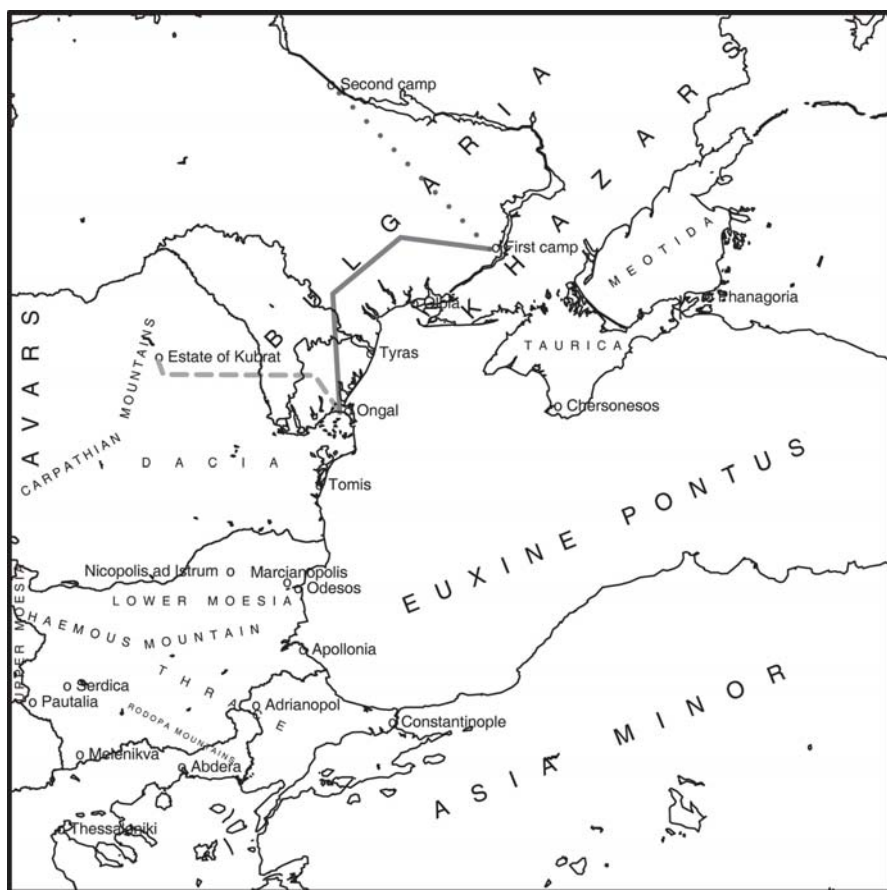 Second camp
BULGARIA
KHAZARS
First camp
MEOTIDA
Phanagoria
Olbia
TAURICA
Tyras
Estate of Kubrat
AVARS
CARPATHIAN MOUNTAINS
Ongal
Chersonesos
DACIA
Tomis
EUXINE PONTUS
Nicopolis ad Istrum
Marcianopolis
Odesos
LOWER MOESIA
UPPER MOESIA
HAEMOUS MOUNTAIN
Apollonia
THRACE
Serdica
Pautalia
Adrianopol
RODOPA MOUNTAINS
Constantinople
ASIA MINOR
Melenikva
Abdera
Thessaloniki